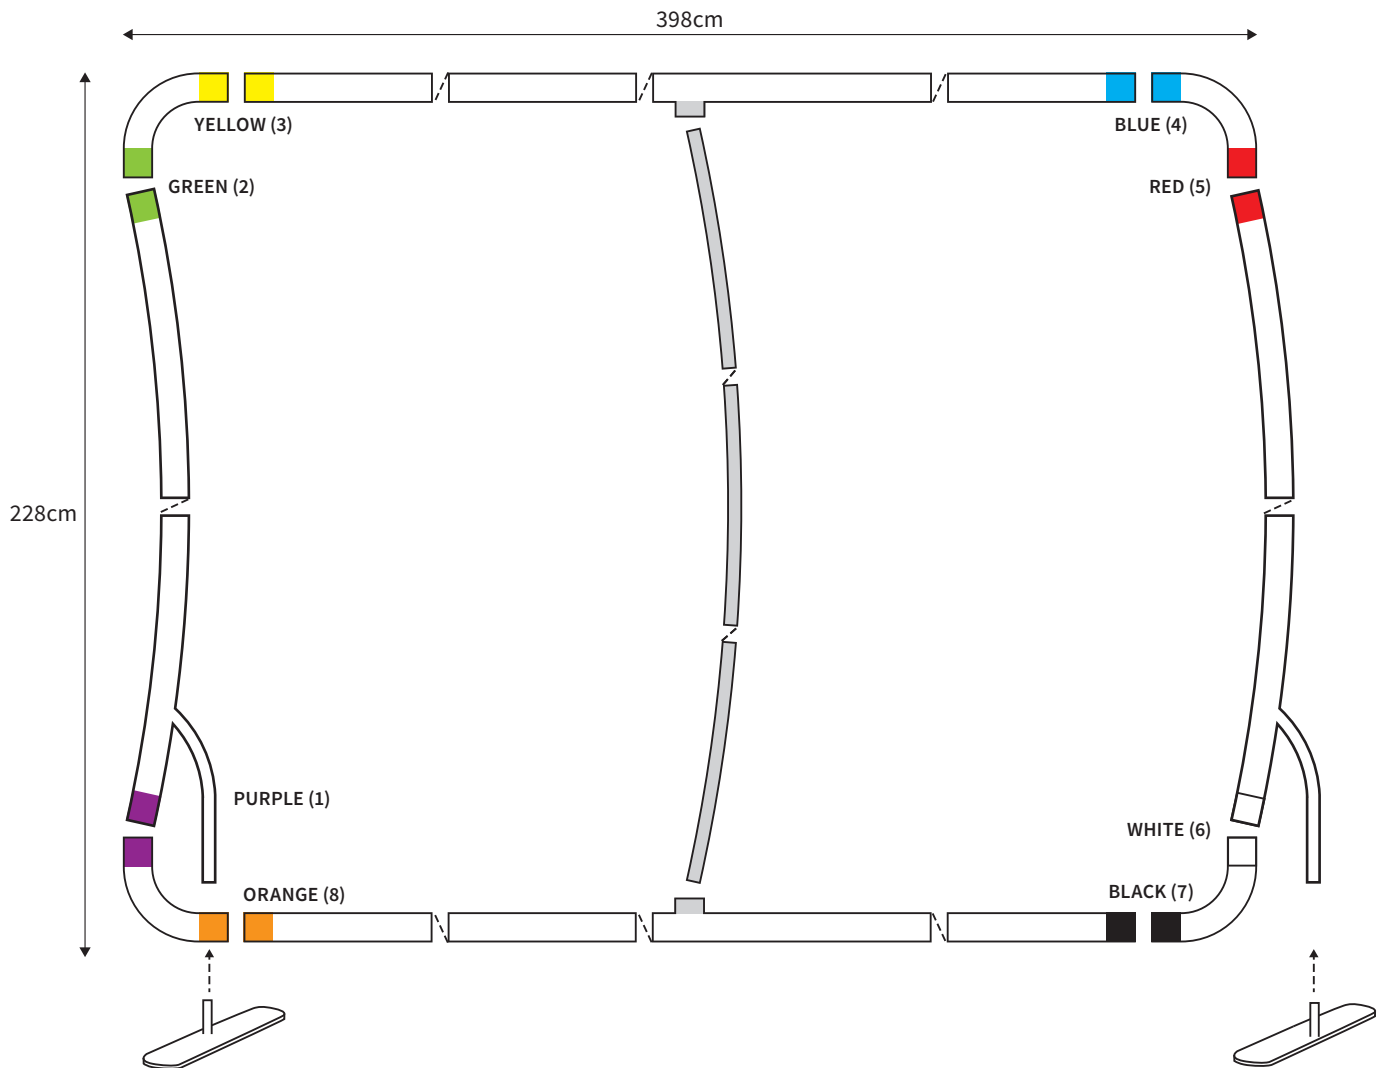 398cm
YELLOW (3)
BLUE (4)
GREEN (2)
RED (5)
228cm
PURPLE (1)
WHITE (6)
ORANGE (8)
BLACK (7)